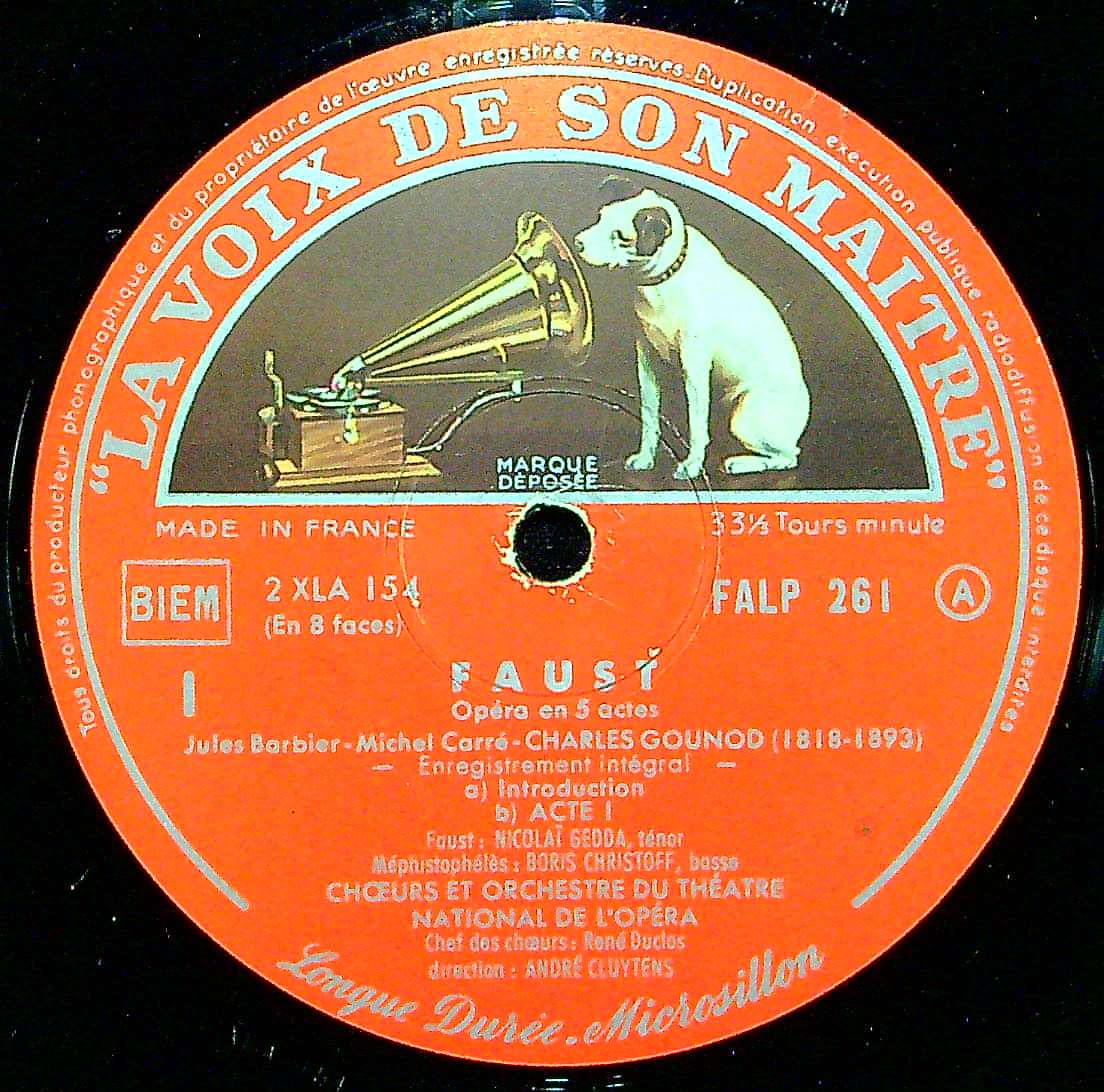 Tous droits du producteur phonographique et du propriétaire de l'œuvre enregistrée réservés. Duplication exécution publique radiodiffusion de ce disque interdites
"LA VOIX DE SON MAITRE"
MARQUE
DÉPOSÉE
MADE IN FRANCE
33⅓ Tours minute
BIEM
2 XLA 154
(En 8 faces)
FALP 261
A
1
FAUST
Opéra en 5 actes
Jules Barbier - Michel Carré - CHARLES GOUNOD (1818-1893)
— Enregistrement intégral —
a) Introduction
b) ACTE I
Faust : NICOLAÏ GEDDA, ténor
Méphistophélès : BORIS CHRISTOFF, basse
CHŒURS ET ORCHESTRE DU THÉATRE
NATIONAL DE L'OPÉRA
Chef des chœurs : René Duclos
direction : ANDRÉ CLUYTENS
Longue Durée. Microsillon